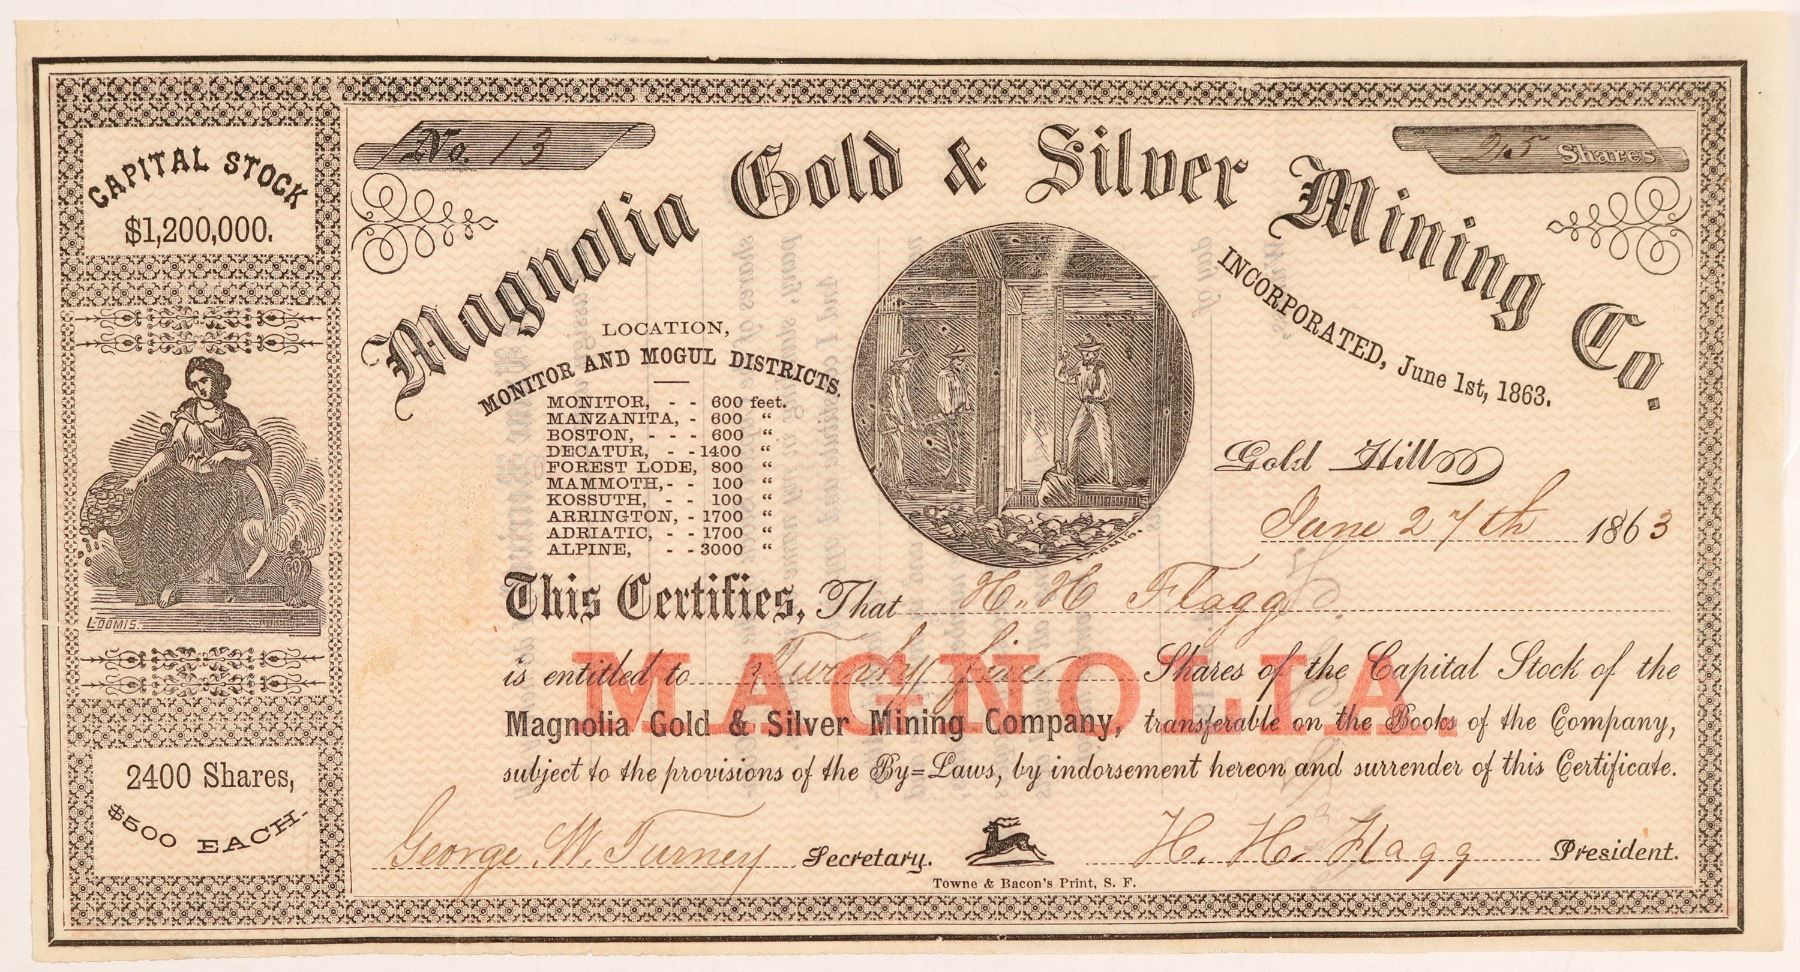 No. 13
25 Shares
CAPITAL STOCK
$1,200,000.
Magnolia Gold & Silver Mining Co.
INCORPORATED, June 1st, 1863.
LOCATION,
MONITOR AND MOGUL DISTRICTS.
MONITOR, - - 600 feet.
MANZANITA, - 600 "
BOSTON, - - - 600 "
DECATUR, - - 1400 "
FOREST LODE, 800 "
MAMMOTH, - - 100 "
KOSSUTH, - - 100 "
ARRINGTON, - 1700 "
ADRIATIC, - - 1700 "
ALPINE, - - 3000 "
LOOMIS.
Gold Hill
June 27th 1863
This Certifies, That H. H. Flagg
is entitled to Twenty five Shares of the Capital Stock of the
MAGNOLIA
Magnolia Gold & Silver Mining Company, transferable on the Books of the Company,
subject to the provisions of the By=Laws, by indorsement hereon and surrender of this Certificate.
LOOMIS.
2400 Shares,
$500 EACH.
George W. Turney Secretary.
H. H. Flagg President.
Towne & Bacon's Print, S. F.